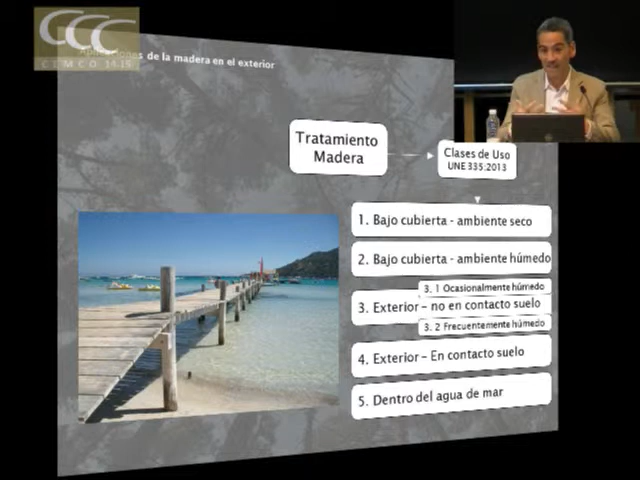 CCC
CEMCO 14-15
Aplicaciones de la madera en el exterior
Tratamiento
Madera
Clases de Uso
UNE 335:2013
1. Bajo cubierta - ambiente seco
2. Bajo cubierta - ambiente húmedo
3. 1 Ocasionalmente húmedo
3. Exterior – no en contacto suelo
3. 2 Frecuentemente húmedo
4. Exterior – En contacto suelo
5. Dentro del agua de mar